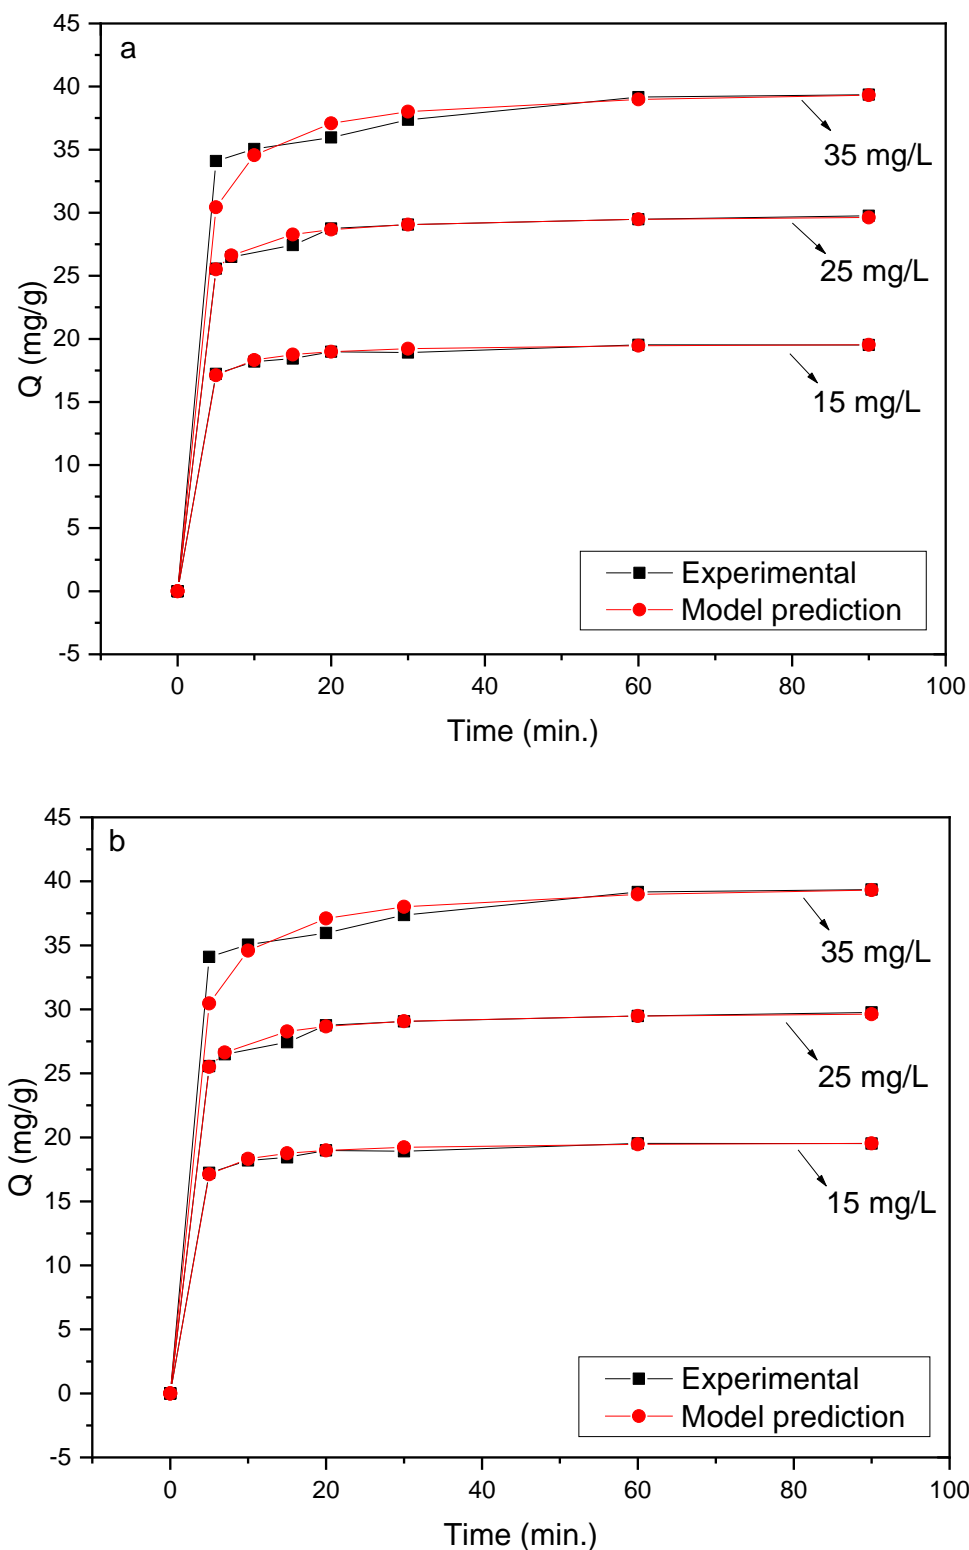 a
45
40
35
30
25
20
15
10
5
0
-5
Q (mg/g)
35 mg/L
25 mg/L
15 mg/L
Experimental
Model prediction
0 20 40 60 80 100
Time (min.)
b
45
40
35
30
25
20
15
10
5
0
-5
Q (mg/g)
35 mg/L
25 mg/L
15 mg/L
Experimental
Model prediction
0 20 40 60 80 100
Time (min.)